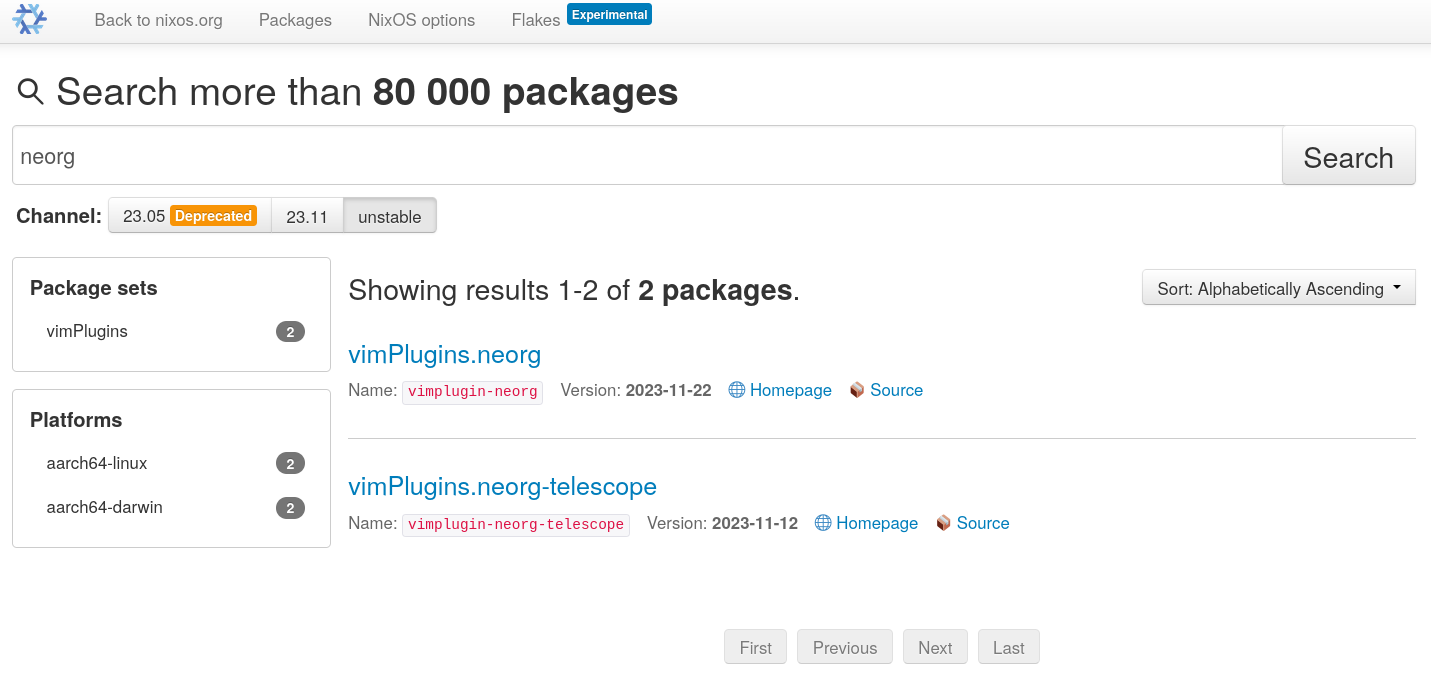 Back to nixos.org Packages NixOS options Flakes Experimental
Search more than 80 000 packages
neorg Search
Channel: 23.05 Deprecated 23.11 unstable
Package sets
vimPlugins 2
Platforms
aarch64-linux 2
aarch64-darwin 2
Showing results 1-2 of 2 packages. Sort: Alphabetically Ascending
vimPlugins.neorg
Name: vimplugin-neorg Version: 2023-11-22 Homepage Source
vimPlugins.neorg-telescope
Name: vimplugin-neorg-telescope Version: 2023-11-12 Homepage Source
First Previous Next Last